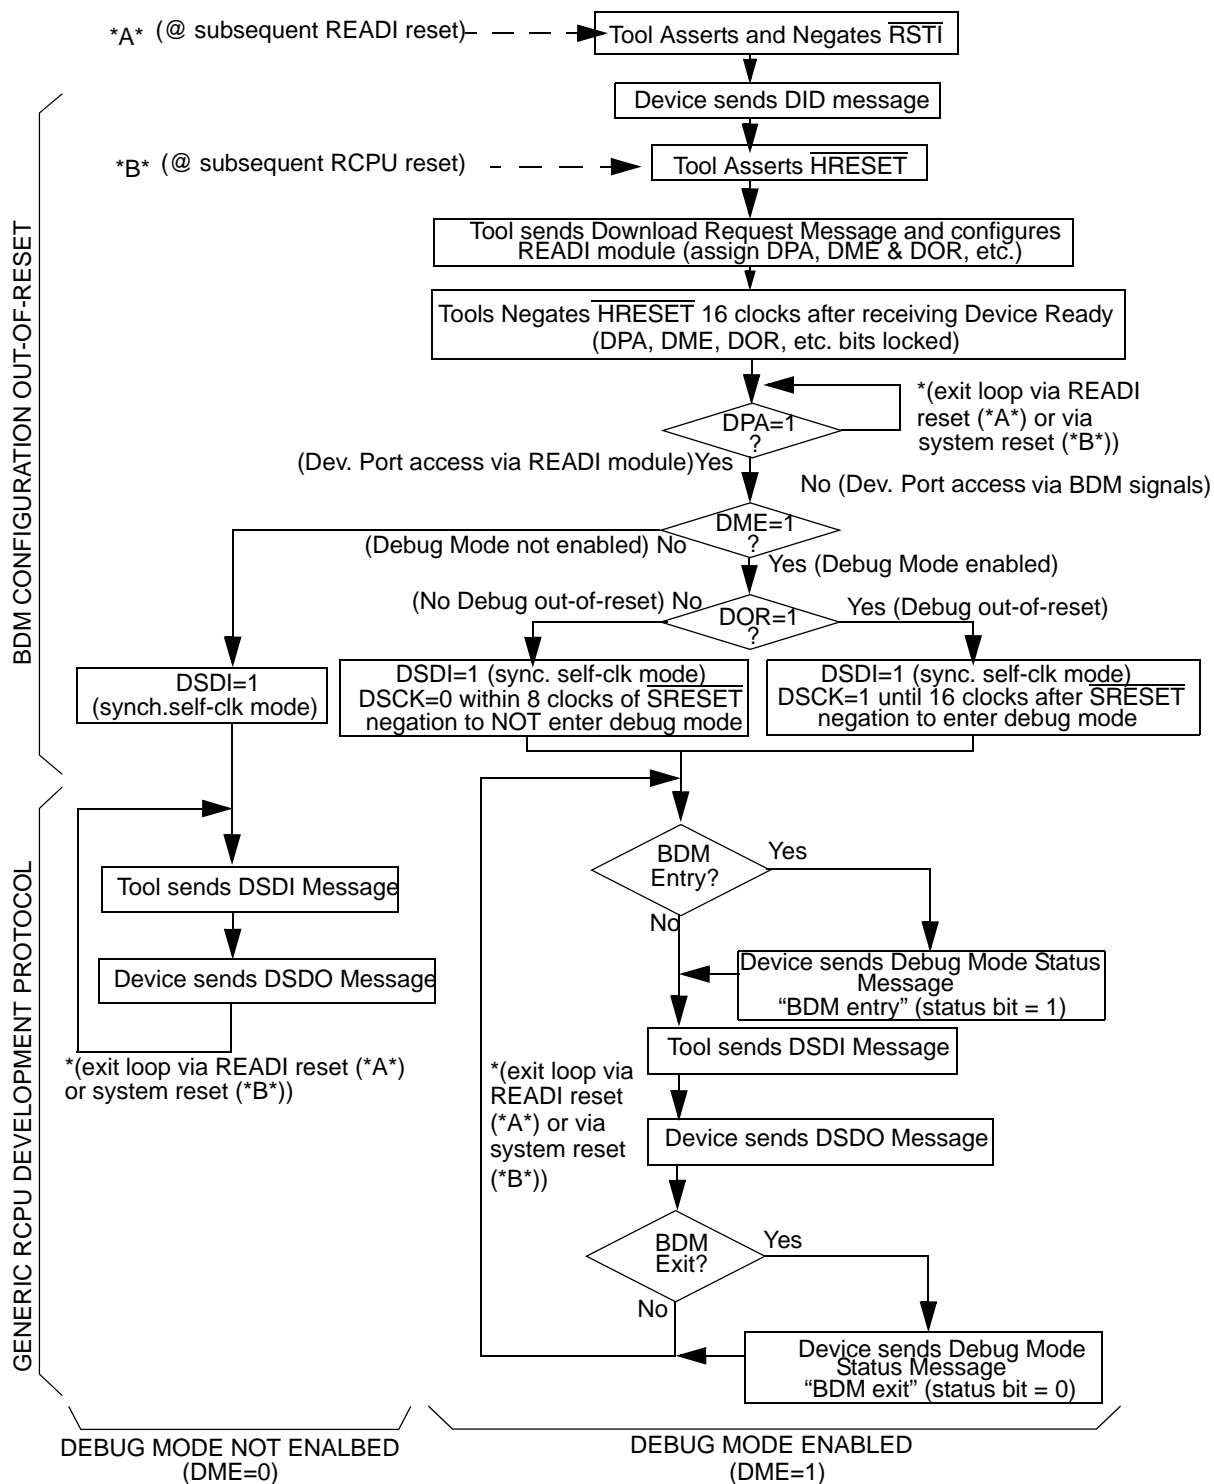 *A* (@ subsequent READI reset)
Tool Asserts and Negates RSTI
Device sends DID message
*B* (@ subsequent RCPU reset)
Tool Asserts HRESET
Tool sends Download Request Message and configures
READI module (assign DPA, DME & DOR, etc.)
Tools Negates HRESET 16 clocks after receiving Device Ready
(DPA, DME, DOR, etc. bits locked)
DPA=1
?
*(exit loop via READI
reset (*A*) or via
system reset (*B*))
(Dev. Port access via READI module)Yes
No (Dev. Port access via BDM signals)
DME=1
?
(Debug Mode not enabled) No
Yes (Debug Mode enabled)
(No Debug out-of-reset) No
DOR=1
?
Yes (Debug out-of-reset)
DSDI=1
(synch.self-clk mode)
DSDI=1 (sync. self-clk mode)
DSCK=0 within 8 clocks of SRESET
negation to NOT enter debug mode
DSDI=1 (sync. self-clk mode)
DSCK=1 until 16 clocks after SRESET
negation to enter debug mode
BDM CONFIGURATION OUT-OF-RESET
BDM
Entry?
Yes
No
Tool sends DSDI Message
Device sends DSDO Message
*(exit loop via READI reset (*A*)
or system reset (*B*))
Device sends Debug Mode Status
Message
“BDM entry” (status bit = 1)
Tool sends DSDI Message
*(exit loop via
READI reset
(*A*) or via
system reset
(*B*))
Device sends DSDO Message
BDM
Exit?
Yes
No
Device sends Debug Mode
Status Message
“BDM exit” (status bit = 0)
GENERIC RCPU DEVELOPMENT PROTOCOL
DEBUG MODE NOT ENALBED
(DME=0)
DEBUG MODE ENABLED
(DME=1)